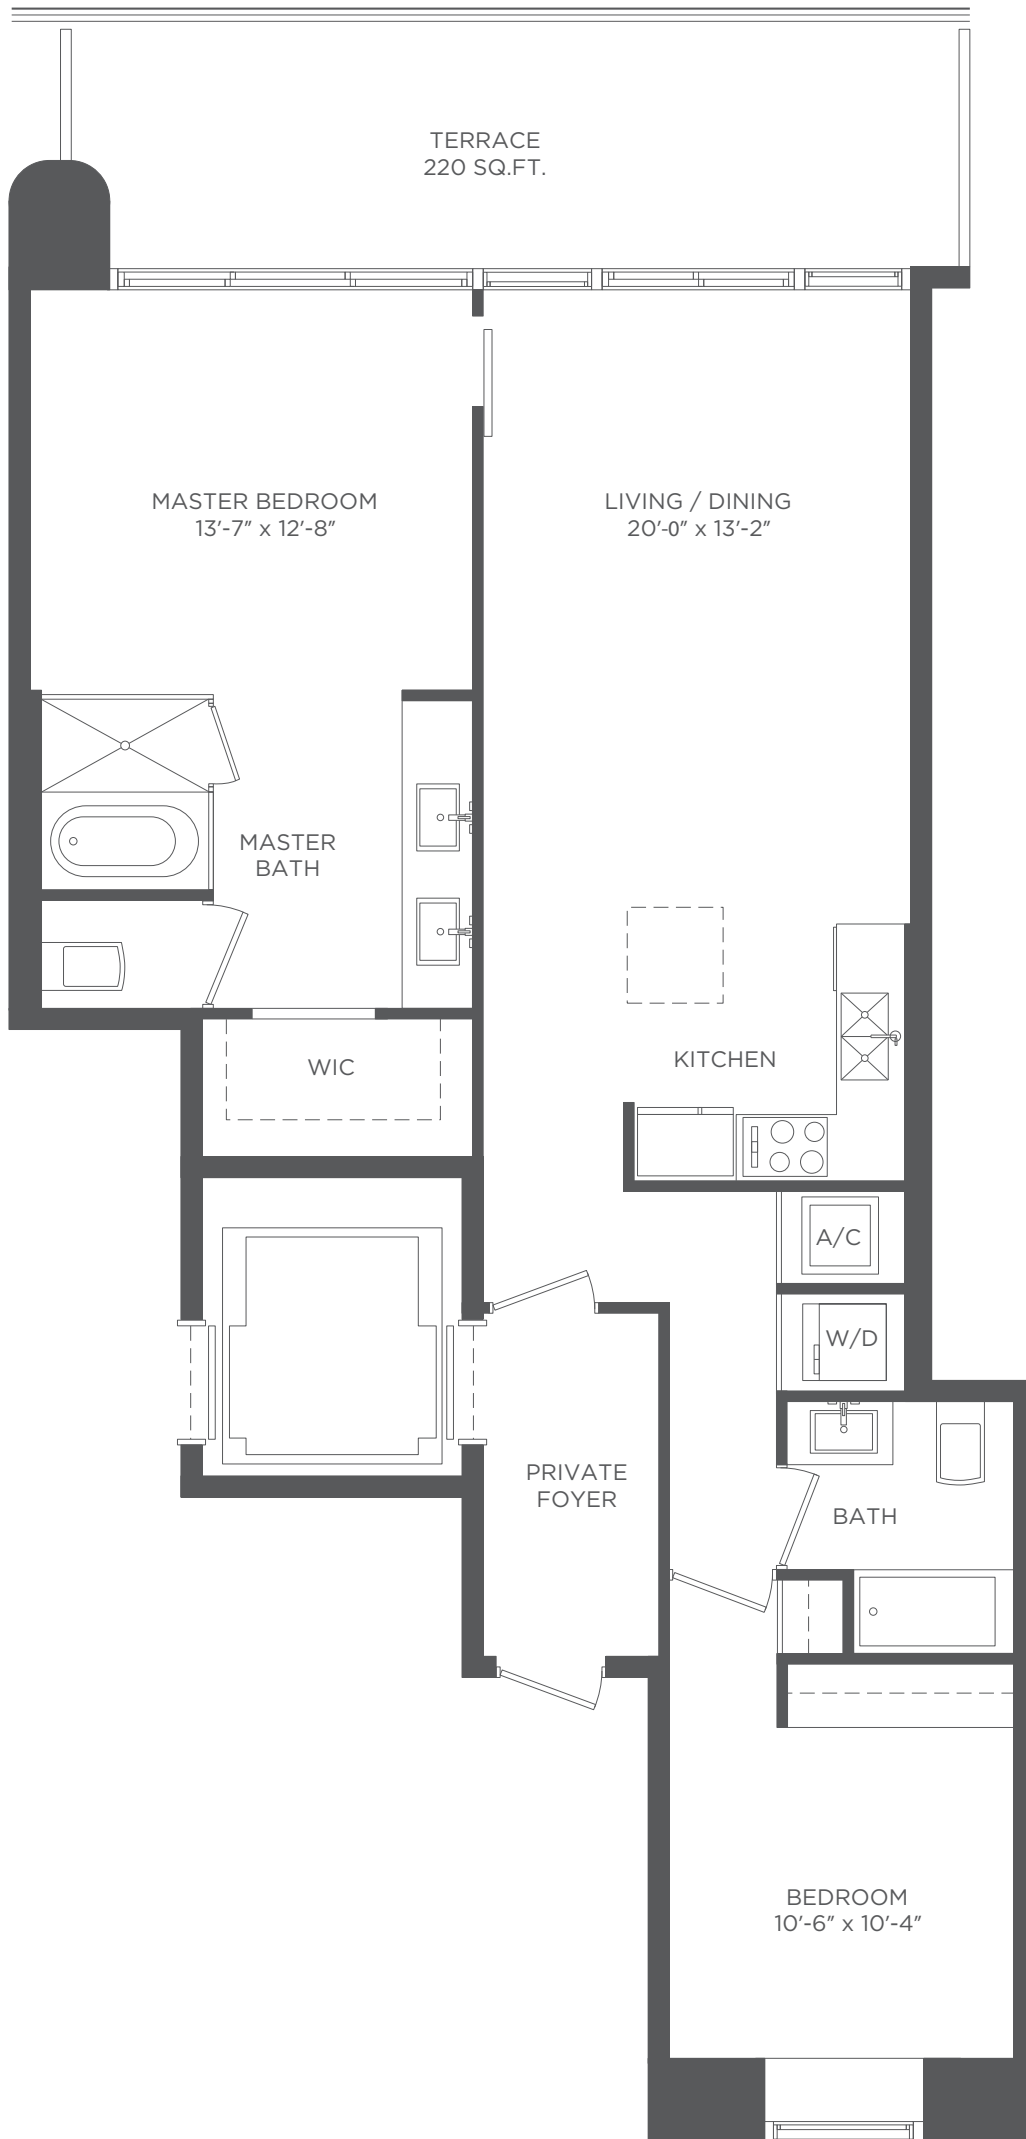 TERRACE
220 SQ.FT.
MASTER BEDROOM
13'-7" x 12'-8"
LIVING / DINING
20'-0" x 13'-2"
MASTER
BATH
WIC
KITCHEN
A/C
W/D
PRIVATE
FOYER
BATH
BEDROOM
10'-6" x 10'-4"